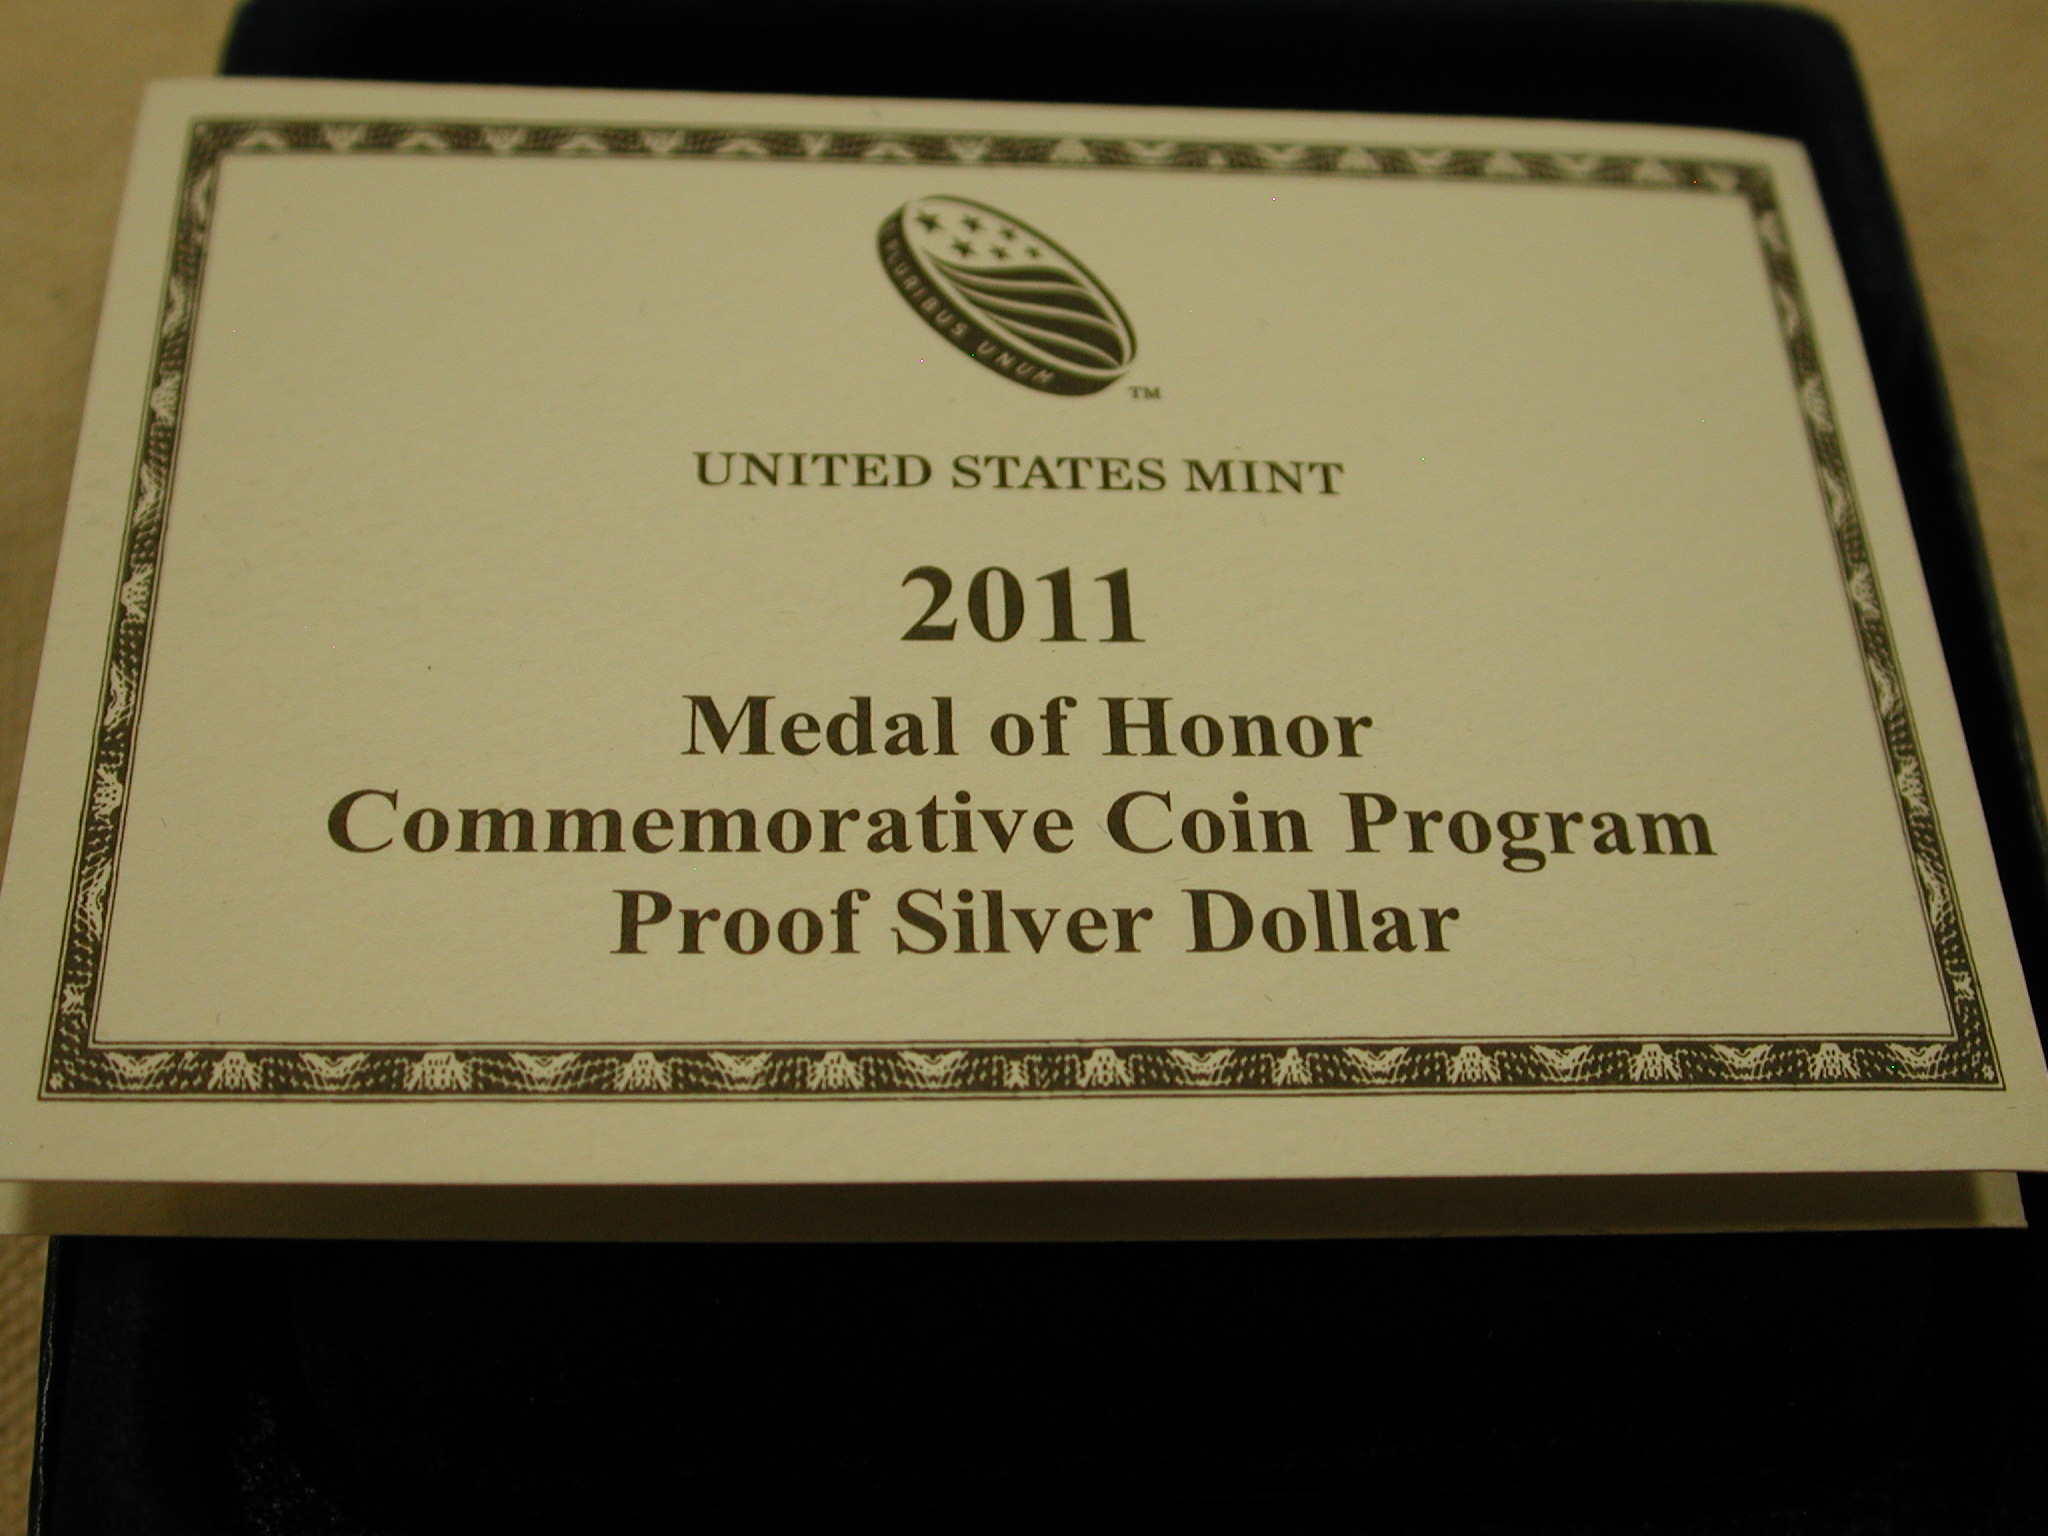 PLURIBUS UNUM
TM
UNITED STATES MINT
2011
Medal of Honor
Commemorative Coin Program
Proof Silver Dollar